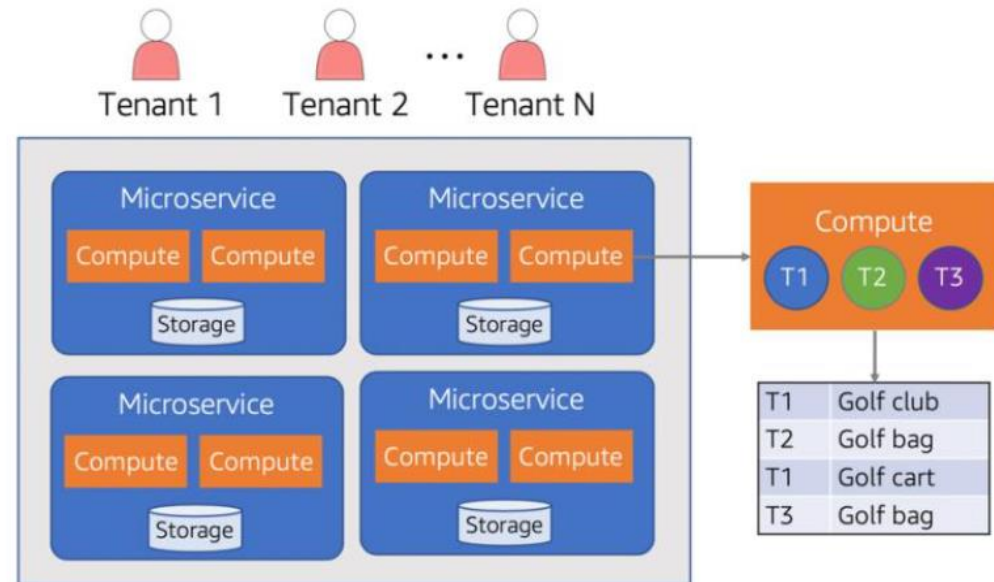 ...
Tenant 1 Tenant 2 Tenant N
Microservice
Compute Compute
Storage
Microservice
Compute Compute
Storage
Microservice
Compute Compute
Storage
Microservice
Compute Compute
Storage
Compute
T1 T2 T3
T1 Golf club
T2 Golf bag
T1 Golf cart
T3 Golf bag